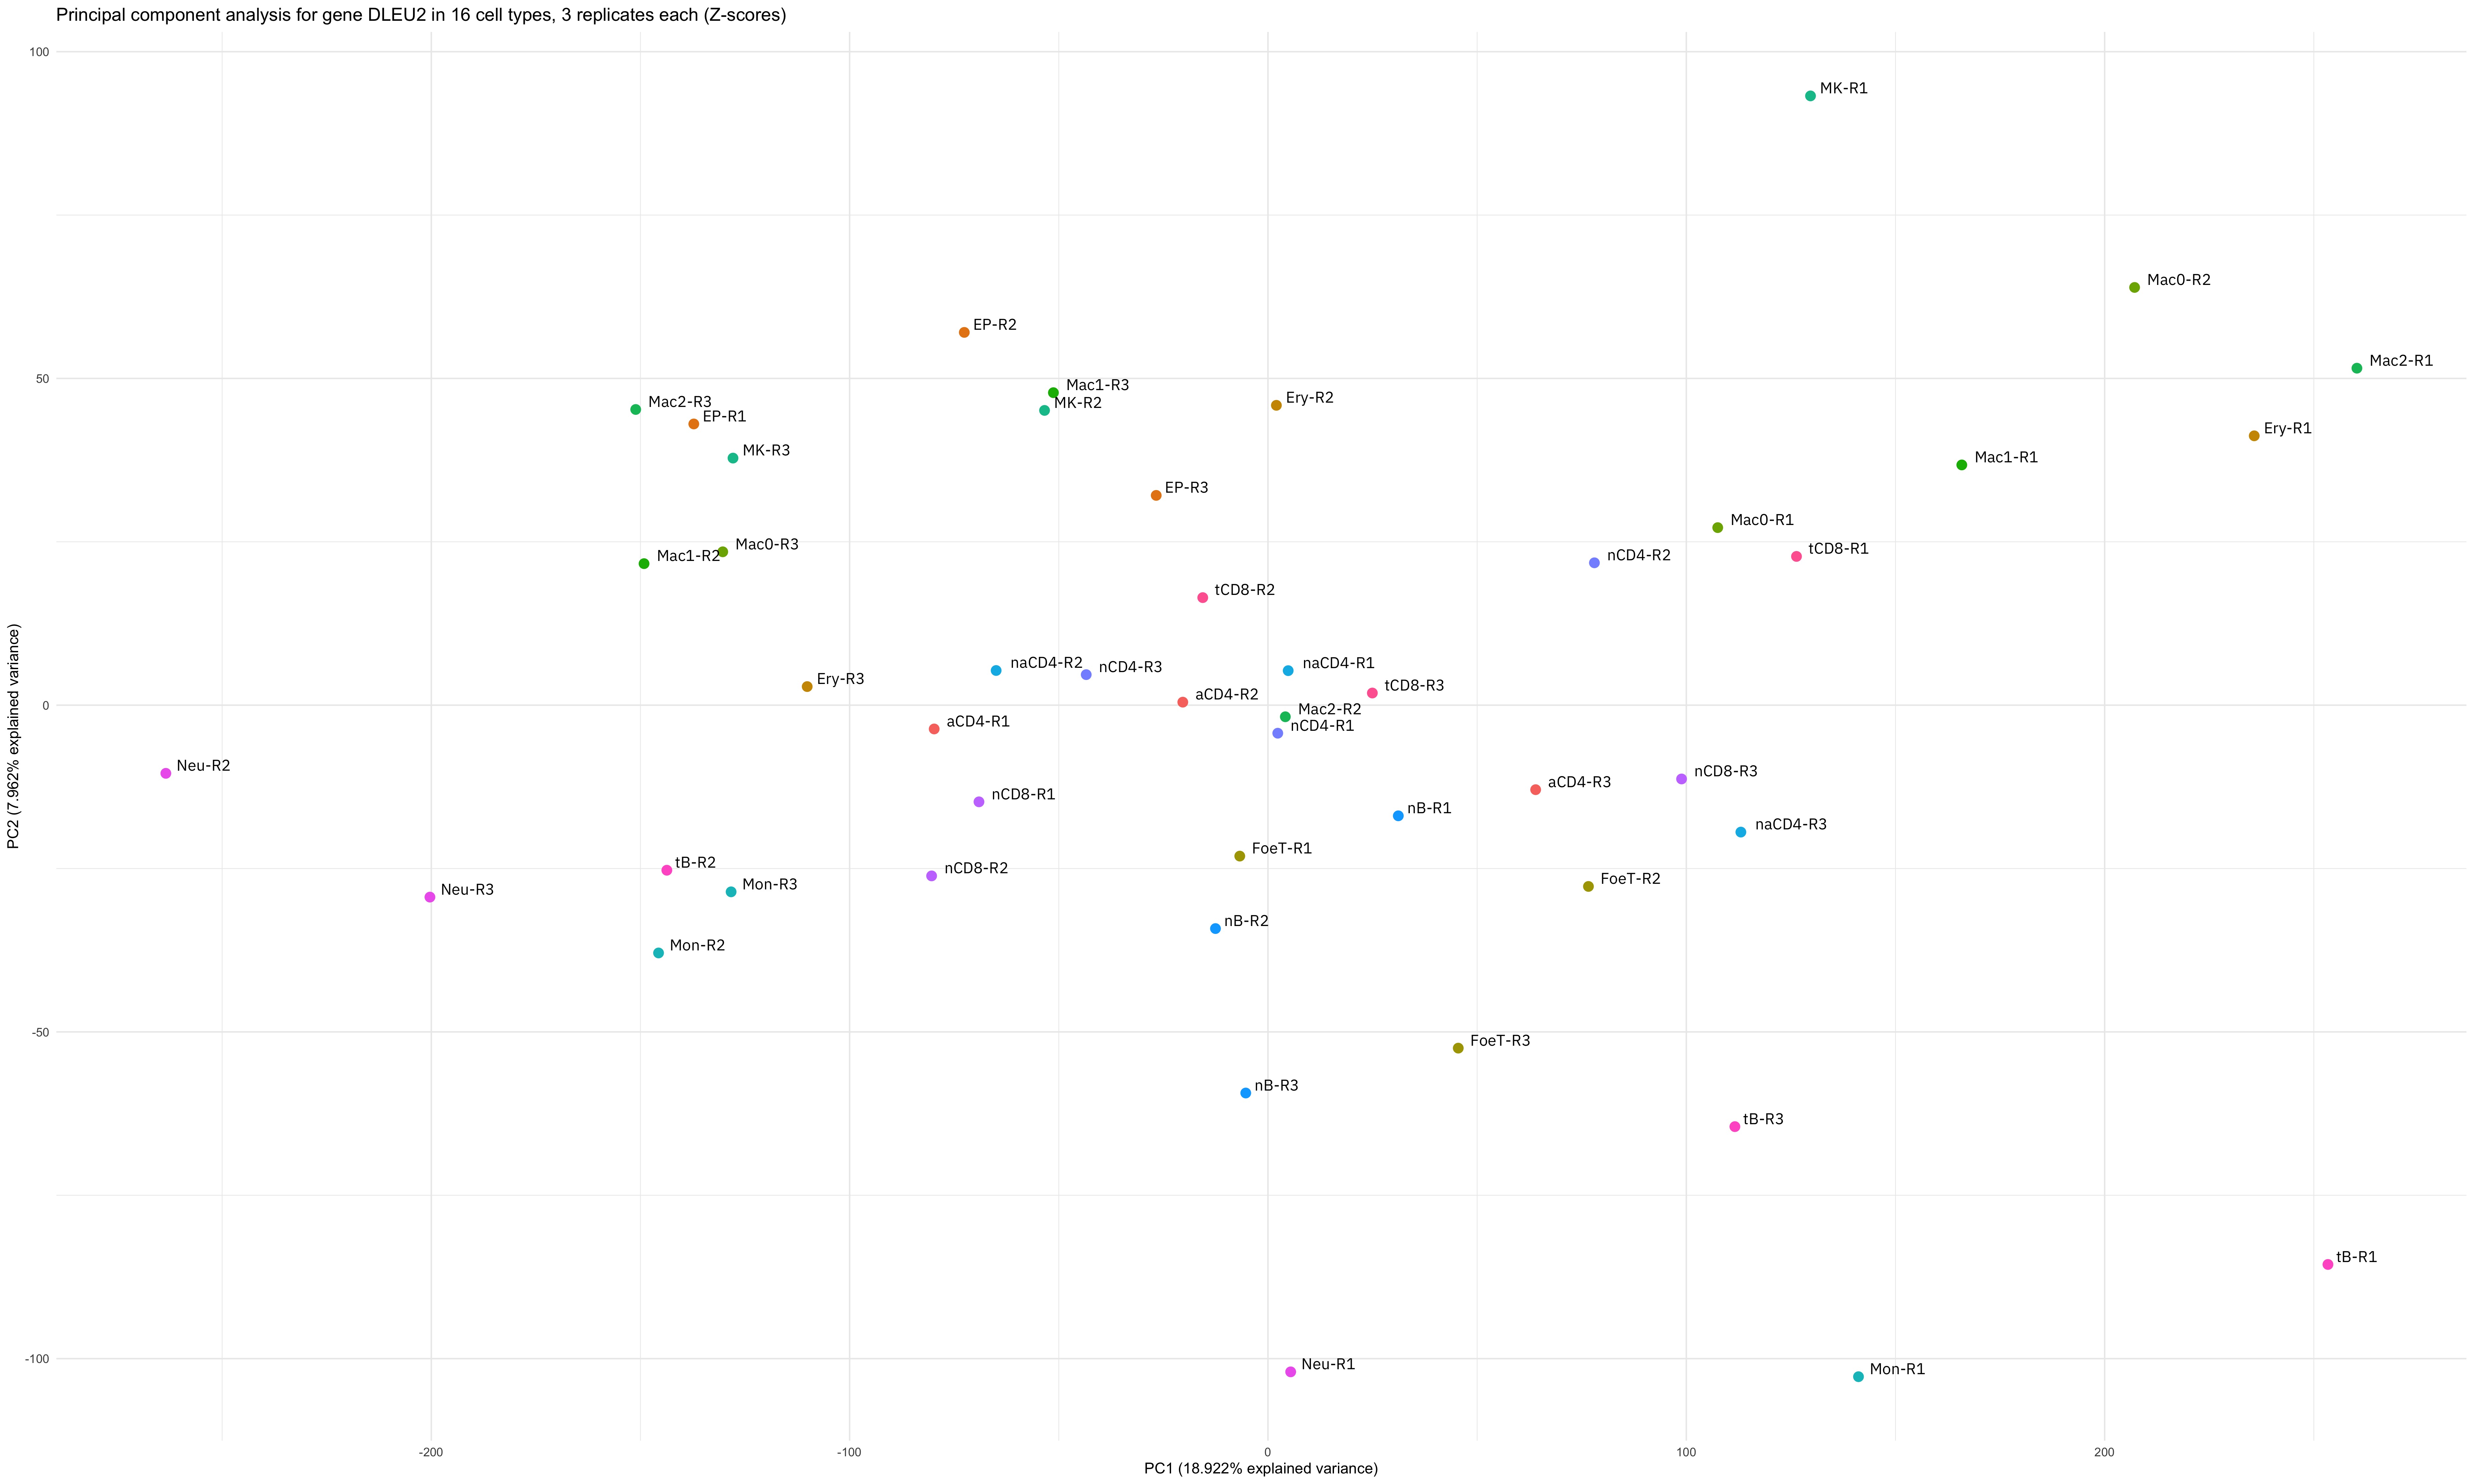 Principal component analysis for gene DLEU2 in 16 cell types, 3 replicates each (Z-scores)
100
MK-R1
Mac0-R2
EP-R2
Mac2-R1
50
Mac1-R3
Mac2-R3
MK-R2
Ery-R2
EP-R1
Ery-R1
MK-R3
Mac1-R1
EP-R3
Mac0-R1
Mac0-R3
tCD8-R1
Mac1-R2
nCD4-R2
tCD8-R2
naCD4-R2
nCD4-R3
naCD4-R1
Ery-R3
tCD8-R3
aCD4-R2
0
Mac2-R2
aCD4-R1
nCD4-R1
PC2 (7.962% explained variance)
Neu-R2
nCD8-R3
aCD4-R3
nCD8-R1
nB-R1
naCD4-R3
FoeT-R1
tB-R2
nCD8-R2
FoeT-R2
Mon-R3
Neu-R3
nB-R2
Mon-R2
-50
FoeT-R3
nB-R3
tB-R3
tB-R1
-100
Neu-R1
Mon-R1
-200
-100
0
100
200
PC1 (18.922% explained variance)